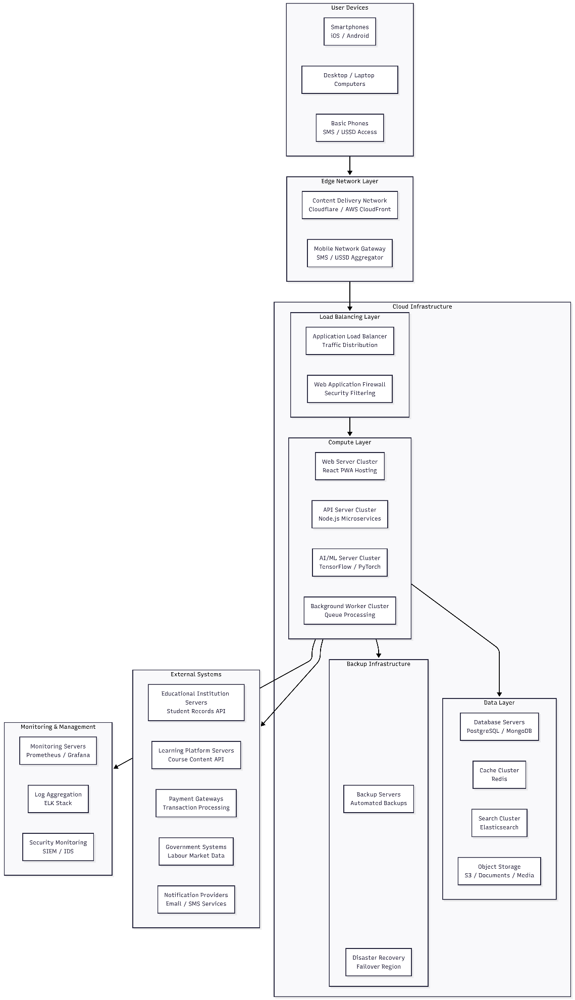 User Devices
Smartphones
iOS / Android
Desktop / Laptop
Computers
Basic Phones
SMS / USSD Access
Edge Network Layer
Content Delivery Network
Cloudflare / AWS CloudFront
Mobile Network Gateway
SMS / USSD Aggregator
Cloud Infrastructure
Load Balancing Layer
Application Load Balancer
Traffic Distribution
Web Application Firewall
Security Filtering
Compute Layer
Web Server Cluster
React PWA Hosting
API Server Cluster
Node.js Microservices
AI/ML Server Cluster
TensorFlow / PyTorch
Background Worker Cluster
Queue Processing
Backup Infrastructure
Backup Servers
Automated Backups
Disaster Recovery
Failover Region
Data Layer
Database Servers
PostgreSQL / MongoDB
Cache Cluster
Redis
Search Cluster
Elasticsearch
Object Storage
S3 / Documents / Media
External Systems
Educational Institution
Servers
Student Records API
Learning Platform Servers
Course Content API
Payment Gateways
Transaction Processing
Government Systems
Labour Market Data
Notification Providers
Email / SMS Services
Monitoring & Management
Monitoring Servers
Prometheus / Grafana
Log Aggregation
ELK Stack
Security Monitoring
SIEM / IDS